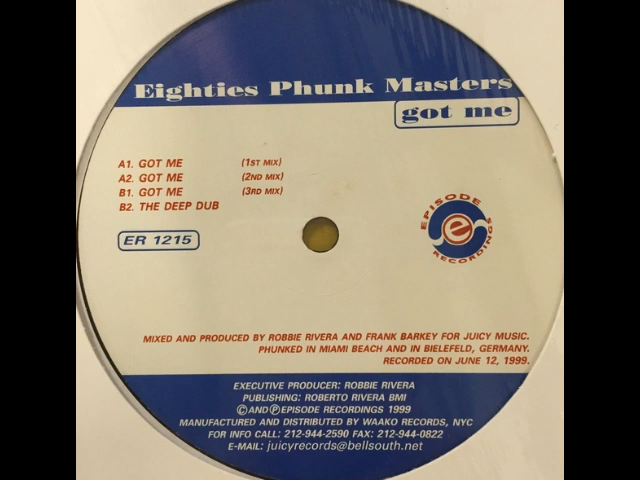 Eighties Phunk Masters
got me
A1. GOT ME (1ST MIX)
A2. GOT ME (2ND MIX)
B1. GOT ME (3RD MIX)
B2. THE DEEP DUB
ER 1215
EPISODE
e
RECORDINGS
MIXED AND PRODUCED BY ROBBIE RIVERA AND FRANK BARKEY FOR JUICY MUSIC.
PHUNKED IN MIAMI BEACH AND IN BIELEFELD, GERMANY.
RECORDED ON JUNE 12, 1999.
EXECUTIVE PRODUCER: ROBBIE RIVERA
PUBLISHING: ROBERTO RIVERA BMI
©AND℗EPISODE RECORDINGS 1999
MANUFACTURED AND DISTRIBUTED BY WAAKO RECORDS, NYC
FOR INFO CALL: 212-944-2590 FAX: 212-944-0822
E-MAIL: juicyrecords@bellsouth.net